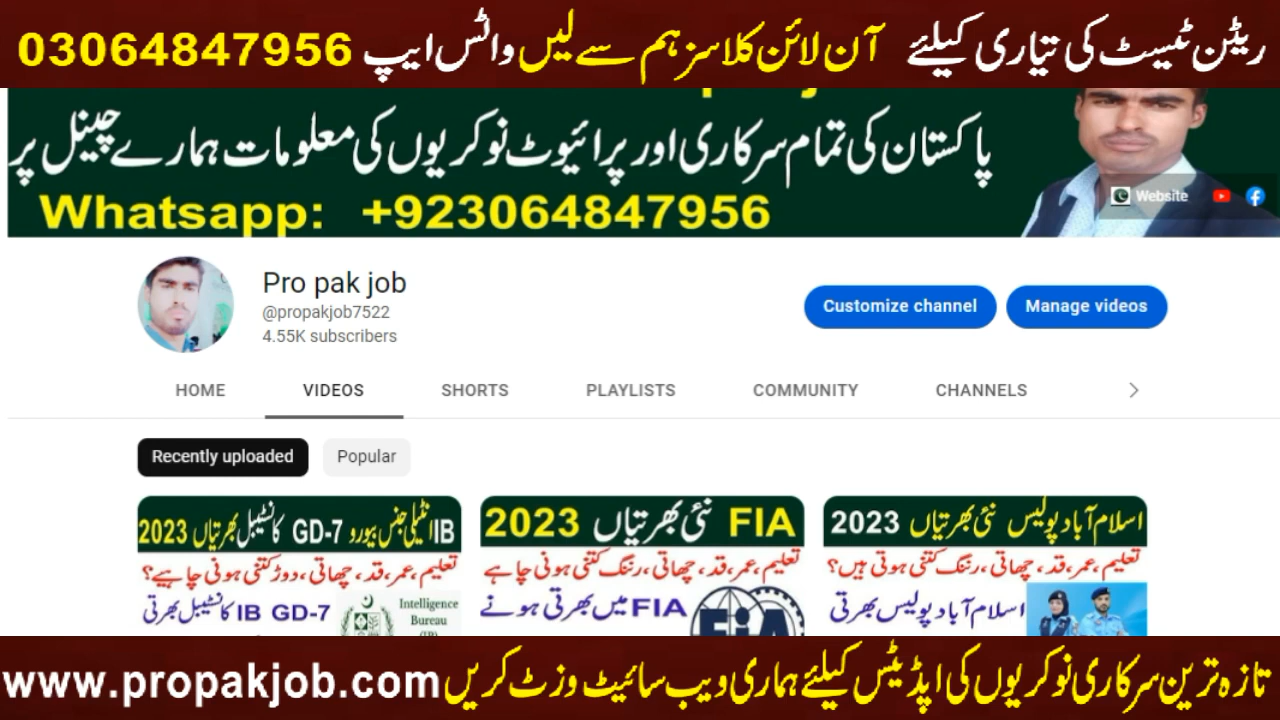 ریٹن ٹیسٹ کی تیاری کیلئے آن لائن کلاسز ہم سے لیں واٹس ایپ 03064847956
پاکستان کی تمام سرکاری اور پرائیوٹ نوکریوں کی معلومات ہمارے چینل پر
Whatsapp: +923064847956
Website
Pro pak job
@propakjob7522
4.55K subscribers
Customize channel
Manage videos
HOME VIDEOS SHORTS PLAYLISTS COMMUNITY CHANNELS
Recently uploaded
Popular
IB انٹیلی جنس بیورو GD-7 کانسٹیبل بھرتیاں 2023
تعلیم ،عمر، قد ، چھاتی ، دوڑ کتنی ہونی چاہیے؟
IB GD-7 کانسٹیبل بھرتی
Intelligence
Bureau
(IB)
FIA نئی بھرتیاں 2023
تعلیم ،عمر، قد ، چھاتی ،رننگ کتنی ہونی چاہے
FIA میں بھرتی ہونے
FiA
اسلام آباد پولیس نئی بھرتیاں 2023
تعلیم ،عمر، قد ، چھاتی ،رننگ کتنی ہوتی ہیں؟
اسلام آباد پولیس بھرتی
تازہ ترین سرکاری نوکریوں کی اپڈیٹس کیلئے ہماری ویب سائیٹ وزٹ کریں www.propakjob.com